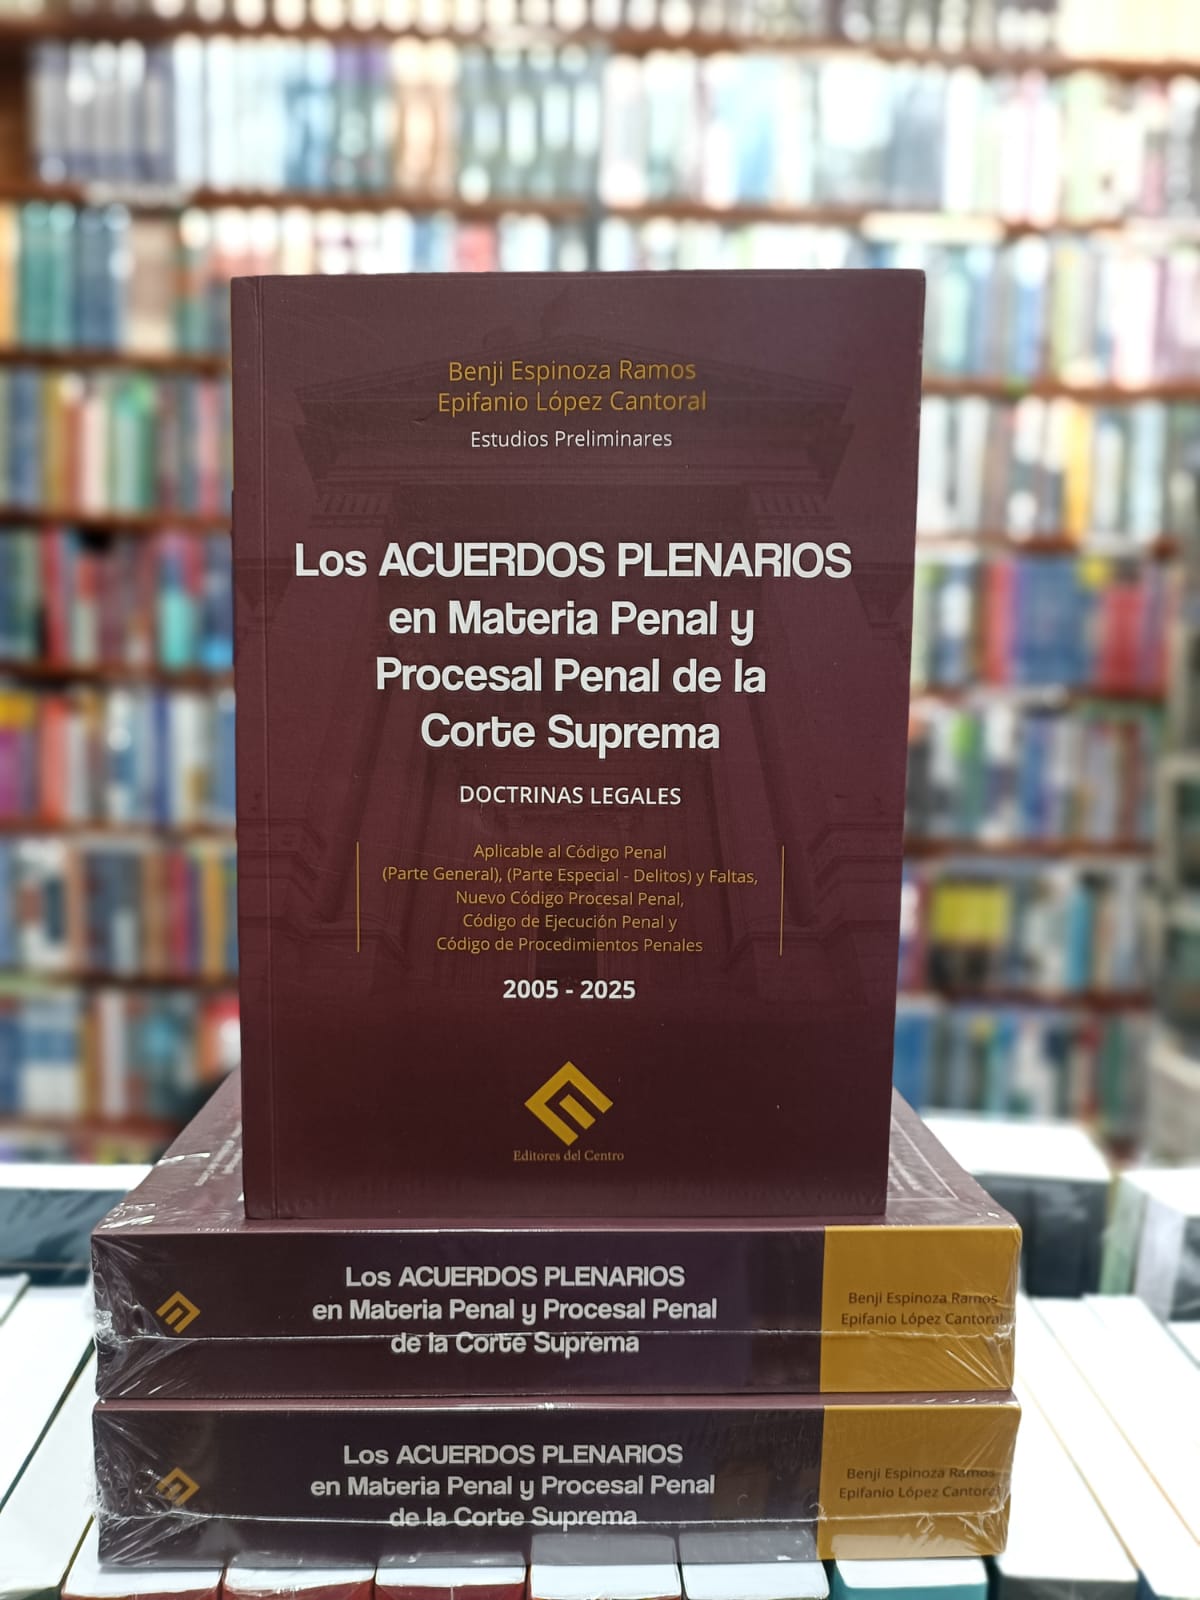 Benji Espinoza Ramos
Epifanio López Cantoral
Estudios Preliminares
Los ACUERDOS PLENARIOS
en Materia Penal y
Procesal Penal de la
Corte Suprema
DOCTRINAS LEGALES
Aplicable al Código Penal
(Parte General), (Parte Especial - Delitos) y Faltas,
Nuevo Código Procesal Penal,
Código de Ejecución Penal y
Código de Procedimientos Penales
2005 - 2025
Editores del Centro
Los ACUERDOS PLENARIOS
en Materia Penal y Procesal Penal
de la Corte Suprema
Benji Espinoza Ramos
Epifanio López Cantoral
Los ACUERDOS PLENARIOS
en Materia Penal y Procesal Penal
de la Corte Suprema
Benji Espinoza Ramos
Epifanio López Cantoral